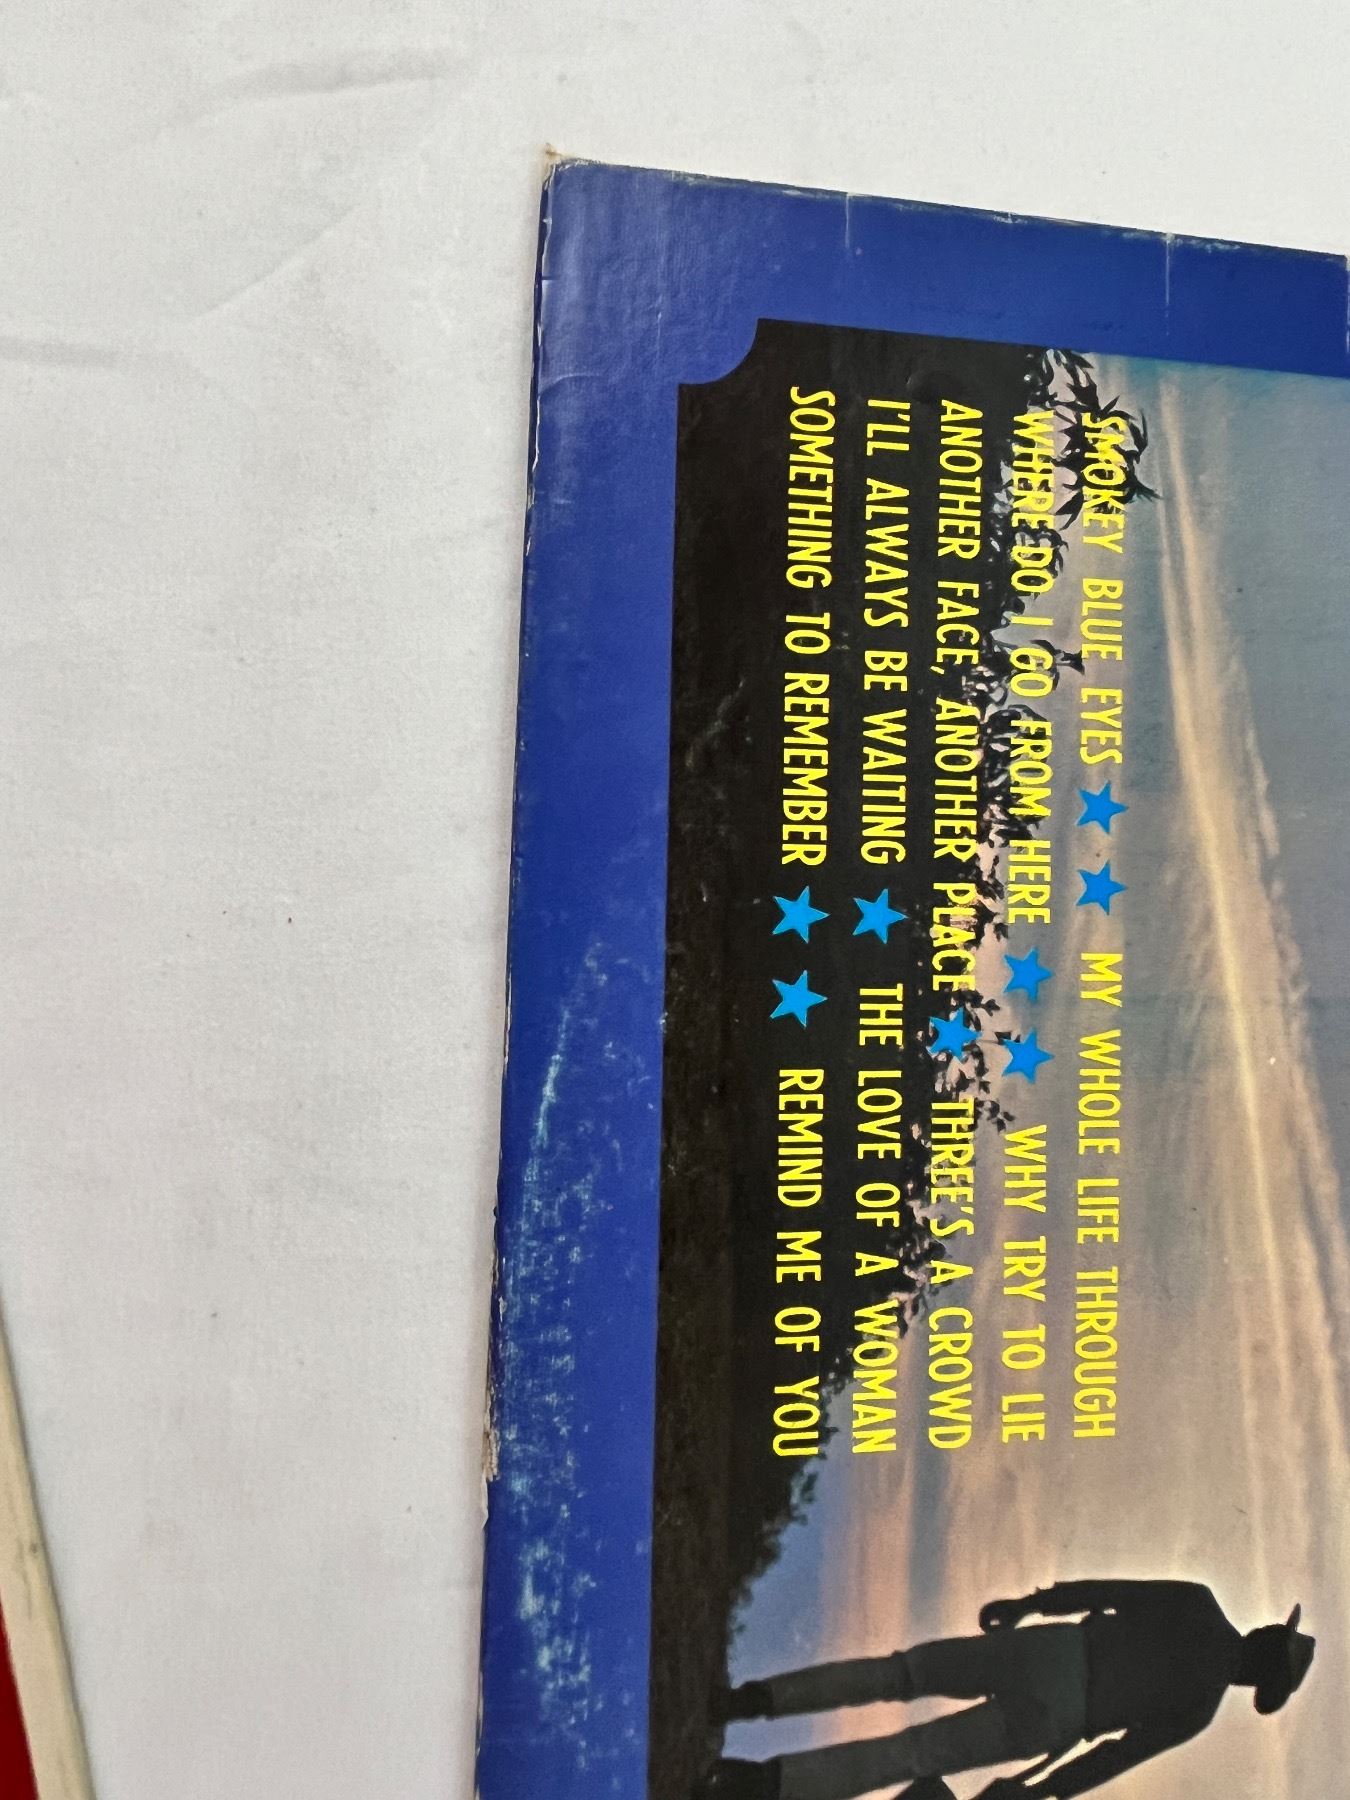 SMOKEY BLUE EYES ★ ★ MY WHOLE LIFE THROUGH
WHERE DO I GO FROM HERE ★ ★ WHY TRY TO LIE
ANOTHER FACE, ANOTHER PLACE ★ THREE'S A CROWD
I'LL ALWAYS BE WAITING ★ THE LOVE OF A WOMAN
SOMETHING TO REMEMBER ★ ★ REMIND ME OF YOU